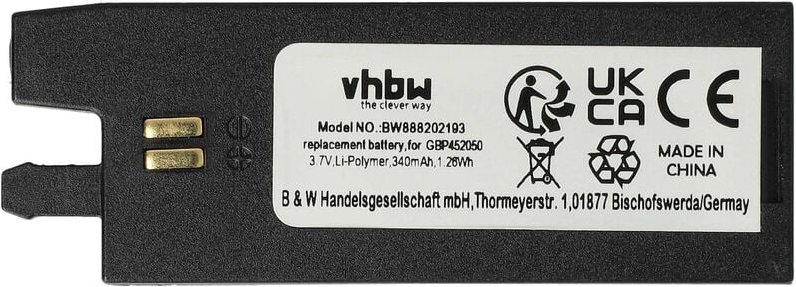 vhbw
the clever way
Model NO.:BW888202193
replacement battery,for GBP452050
3.7V,Li-Polymer,340mAh,1.26Wh
B & W Handelsgesellschaft mbH,Thormeyerstr. 1,01877 Bischofswerda/Germay
UK
CA
CE
MADE IN
CHINA